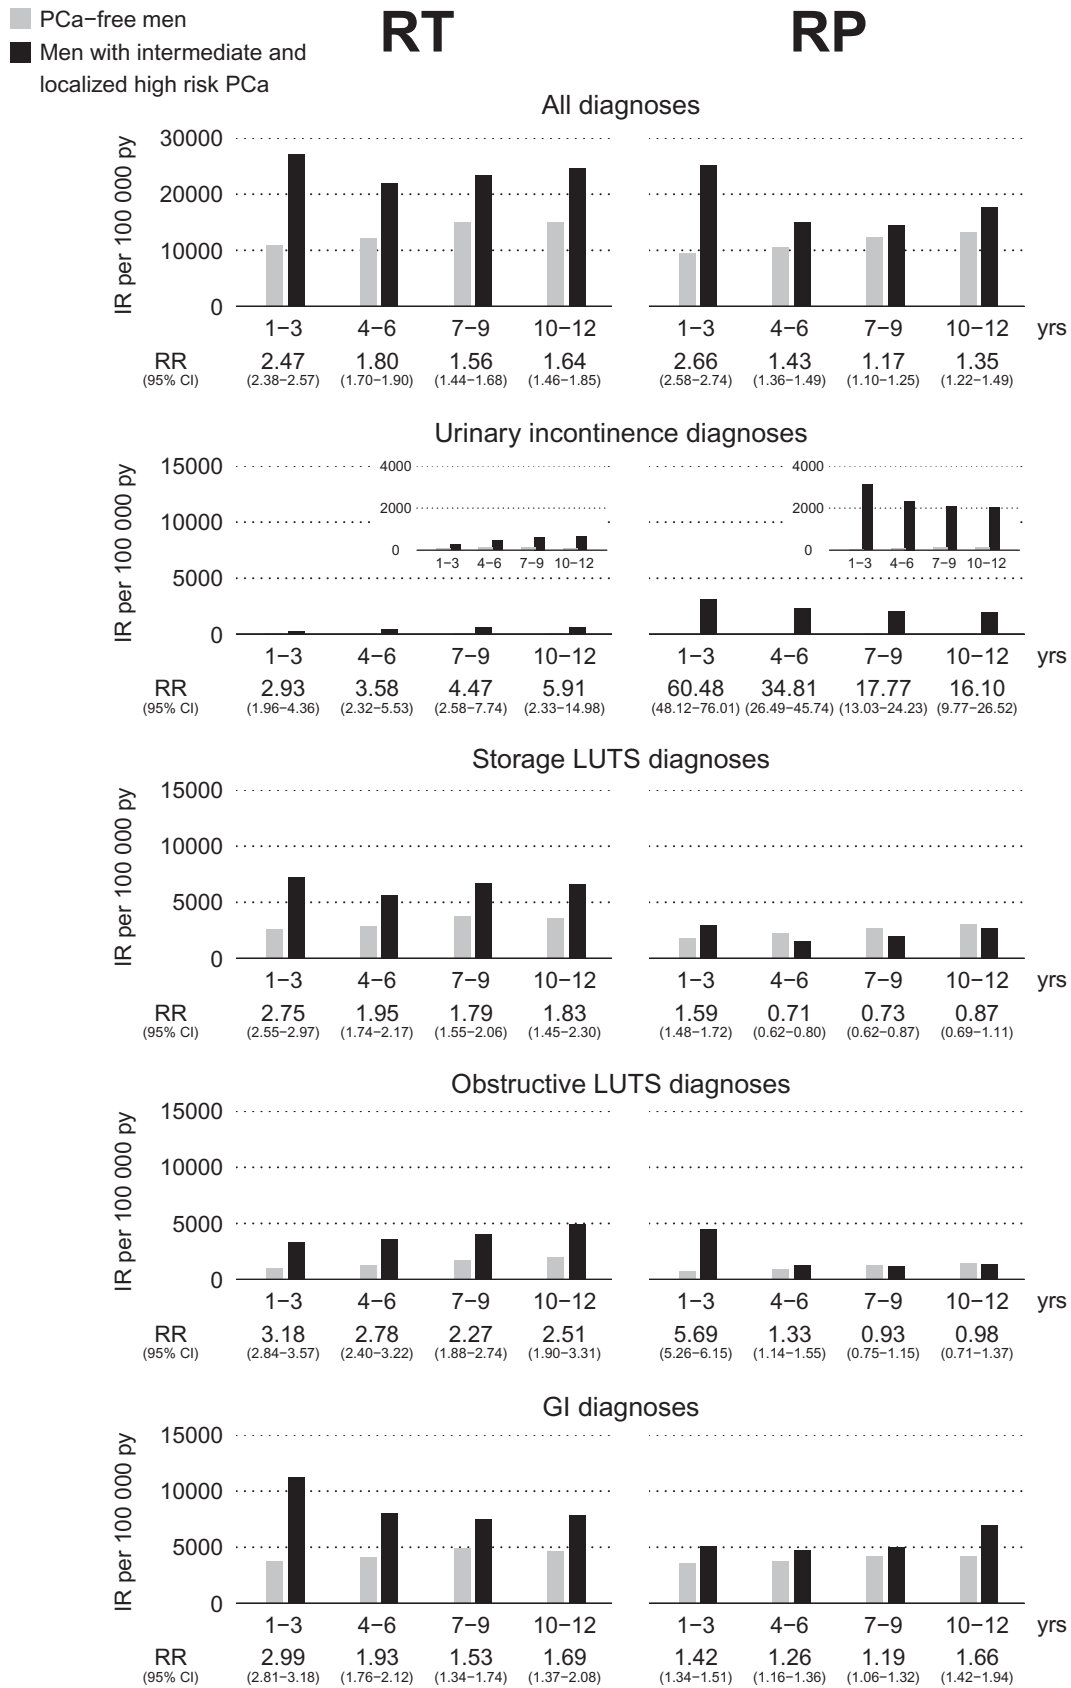 PCa−free men
Men with intermediate and
localized high risk PCa
RT RP
All diagnoses
IR per 100 000 py
30000
20000
10000
0
1−3 4−6 7−9 10−12 1−3 4−6 7−9 10−12 yrs
RR 2.47 1.80 1.56 1.64 2.66 1.43 1.17 1.35
(95% CI) (2.38−2.57) (1.70−1.90) (1.44−1.68) (1.46−1.85) (2.58−2.74) (1.36−1.49) (1.10−1.25) (1.22−1.49)
Urinary incontinence diagnoses
IR per 100 000 py
15000
10000
5000
0
4000
2000
0
1−3 4−6 7−9 10−12
4000
2000
0
1−3 4−6 7−9 10−12
1−3 4−6 7−9 10−12 1−3 4−6 7−9 10−12 yrs
RR 2.93 3.58 4.47 5.91 60.48 34.81 17.77 16.10
(95% CI) (1.96−4.36) (2.32−5.53) (2.58−7.74) (2.33−14.98) (48.12−76.01) (26.49−45.74) (13.03−24.23) (9.77−26.52)
Storage LUTS diagnoses
IR per 100 000 py
15000
10000
5000
0
1−3 4−6 7−9 10−12 1−3 4−6 7−9 10−12 yrs
RR 2.75 1.95 1.79 1.83 1.59 0.71 0.73 0.87
(95% CI) (2.55−2.97) (1.74−2.17) (1.55−2.06) (1.45−2.30) (1.48−1.72) (0.62−0.80) (0.62−0.87) (0.69−1.11)
Obstructive LUTS diagnoses
IR per 100 000 py
15000
10000
5000
0
1−3 4−6 7−9 10−12 1−3 4−6 7−9 10−12 yrs
RR 3.18 2.78 2.27 2.51 5.69 1.33 0.93 0.98
(95% CI) (2.84−3.57) (2.40−3.22) (1.88−2.74) (1.90−3.31) (5.26−6.15) (1.14−1.55) (0.75−1.15) (0.71−1.37)
GI diagnoses
IR per 100 000 py
15000
10000
5000
0
1−3 4−6 7−9 10−12 1−3 4−6 7−9 10−12 yrs
RR 2.99 1.93 1.53 1.69 1.42 1.26 1.19 1.66
(95% CI) (2.81−3.18) (1.76−2.12) (1.34−1.74) (1.37−2.08) (1.34−1.51) (1.16−1.36) (1.06−1.32) (1.42−1.94)